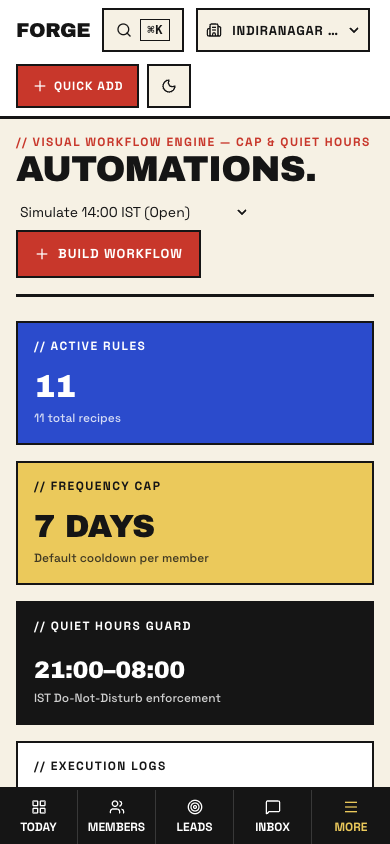 FORGE
⌘K
INDIRANAGAR ...
QUICK ADD
// VISUAL WORKFLOW ENGINE — CAP & QUIET HOURS
AUTOMATIONS.
Simulate 14:00 IST (Open)
BUILD WORKFLOW
// ACTIVE RULES
11
11 total recipes
// FREQUENCY CAP
7 DAYS
Default cooldown per member
// QUIET HOURS GUARD
21:00–08:00
IST Do-Not-Disturb enforcement
// EXECUTION LOGS
TODAY
MEMBERS
LEADS
INBOX
MORE